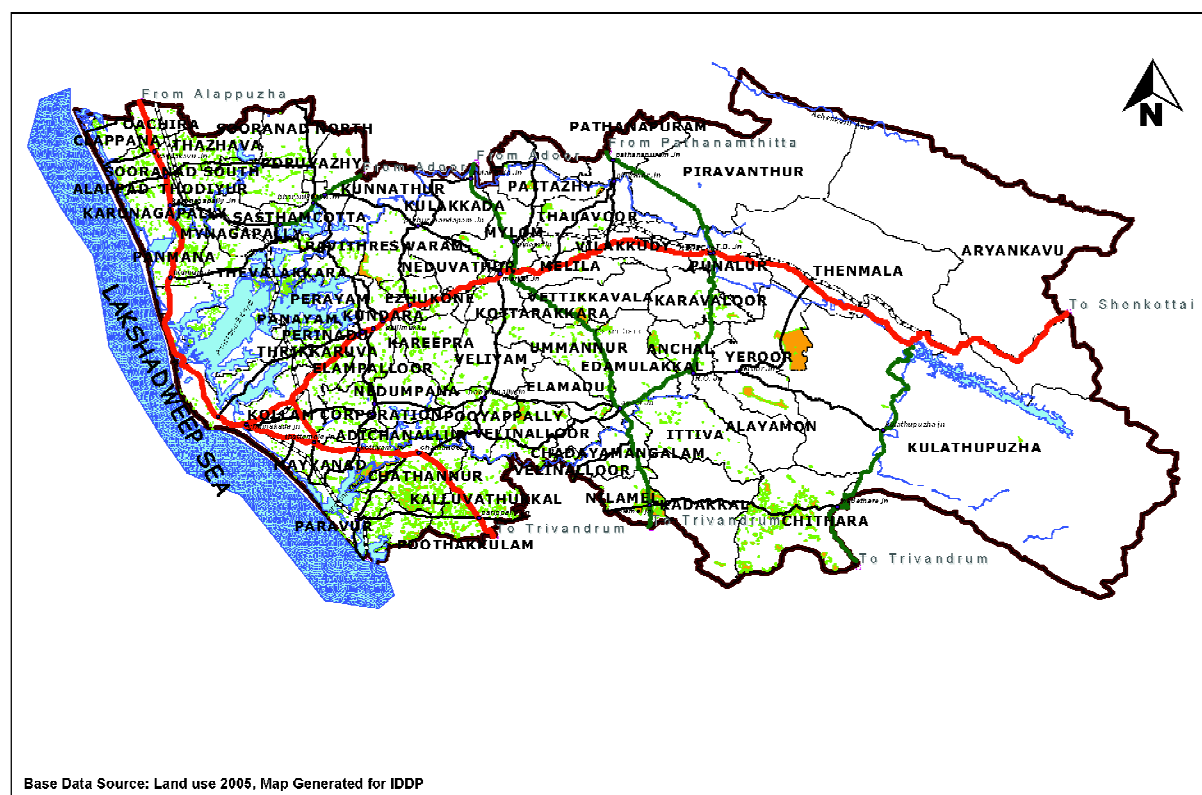 From Alappuzha
OACHIRA
CLAPPANA
THAZHAVA
SOORANAD NORTH
PORUVAZHY
PATHANAPURAM
From Adoor
From Adoor
From Pathanamthitta
SOORANAD SOUTH
ALAPPAD
THODIYUR
KUNNATHUR
PATTAZHY
PIRAVANTHUR
KARUNAGAPALLY
SASTHAMCOTTA
KULAKKADA
THALAVOOR
MYNAGAPALLY
MYLOM
PAVITHRESWARAM
VILAKKUDY
PANMANA
THEVALAKKARA
NEDUVATHUR
MELILA
PUNALUR
THENMALA
ARYANKAVU
PERAYAM
EZHUKONE
VETTIKKAVALA
KARAVALOOR
To Shenkottai
PANAYAM
KUNDARA
KOTTARAKKARA
PERINADU
KAREEPRA
UMMANNUR
ANCHAL
YEROOR
THRIKKARUVA
VELIYAM
EDAMULAKKAL
ELAMPALLOOR
NEDUMPANA
ELAMADU
LAKSHADWEEP SEA
KOLLAM CORPORATION
POOYAPPALLY
ADICHANALLUR
VELINALLOOR
ITTIVA
ALAYAMON
KULATHUPUZHA
MAYYANAD
CHADAYAMANGALAM
VELINALLOOR
CHATHANNUR
KALLUVATHUKKAL
NILAMEL
KADAKKAL
CHITHARA
PARAVUR
To Trivandrum
To Trivandrum
POOTHAKKULAM
To Trivandrum
N
Base Data Source: Land use 2005, Map Generated for IDDP